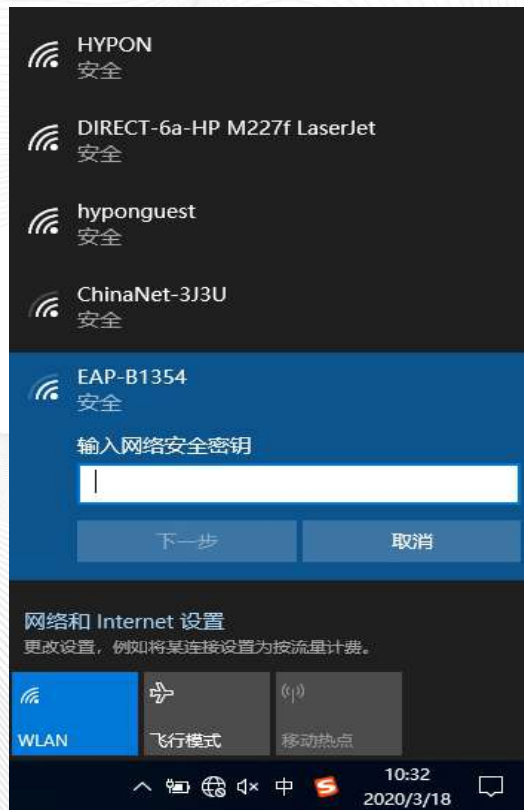 HYPON
安全
DIRECT-6a-HP M227f LaserJet
安全
hyponguest
安全
ChinaNet-3J3U
安全
EAP-B1354
安全
输入网络安全密钥
下一步 取消
网络和 Internet 设置
更改设置，例如将某连接设置为按流量计费。
WLAN 飞行模式 移动热点
中 10:32
2020/3/18